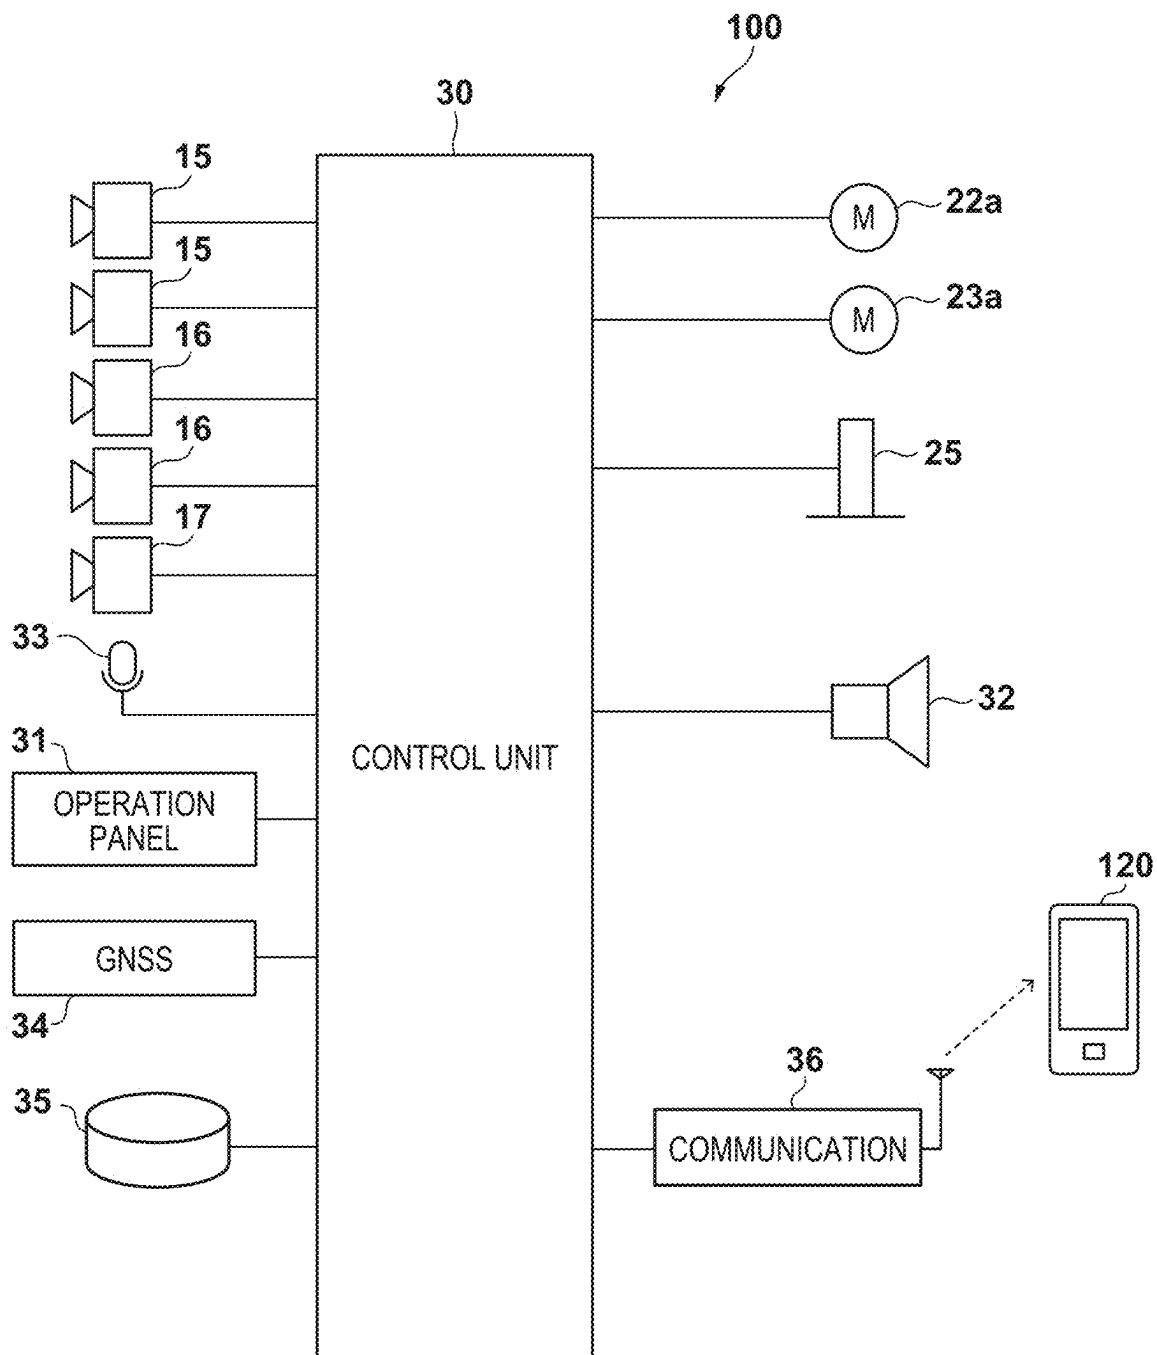 100
30
15
15
16
16
17
33
31
OPERATION
PANEL
GNSS
34
35
CONTROL UNIT
M
22a
M
23a
25
32
120
36
COMMUNICATION